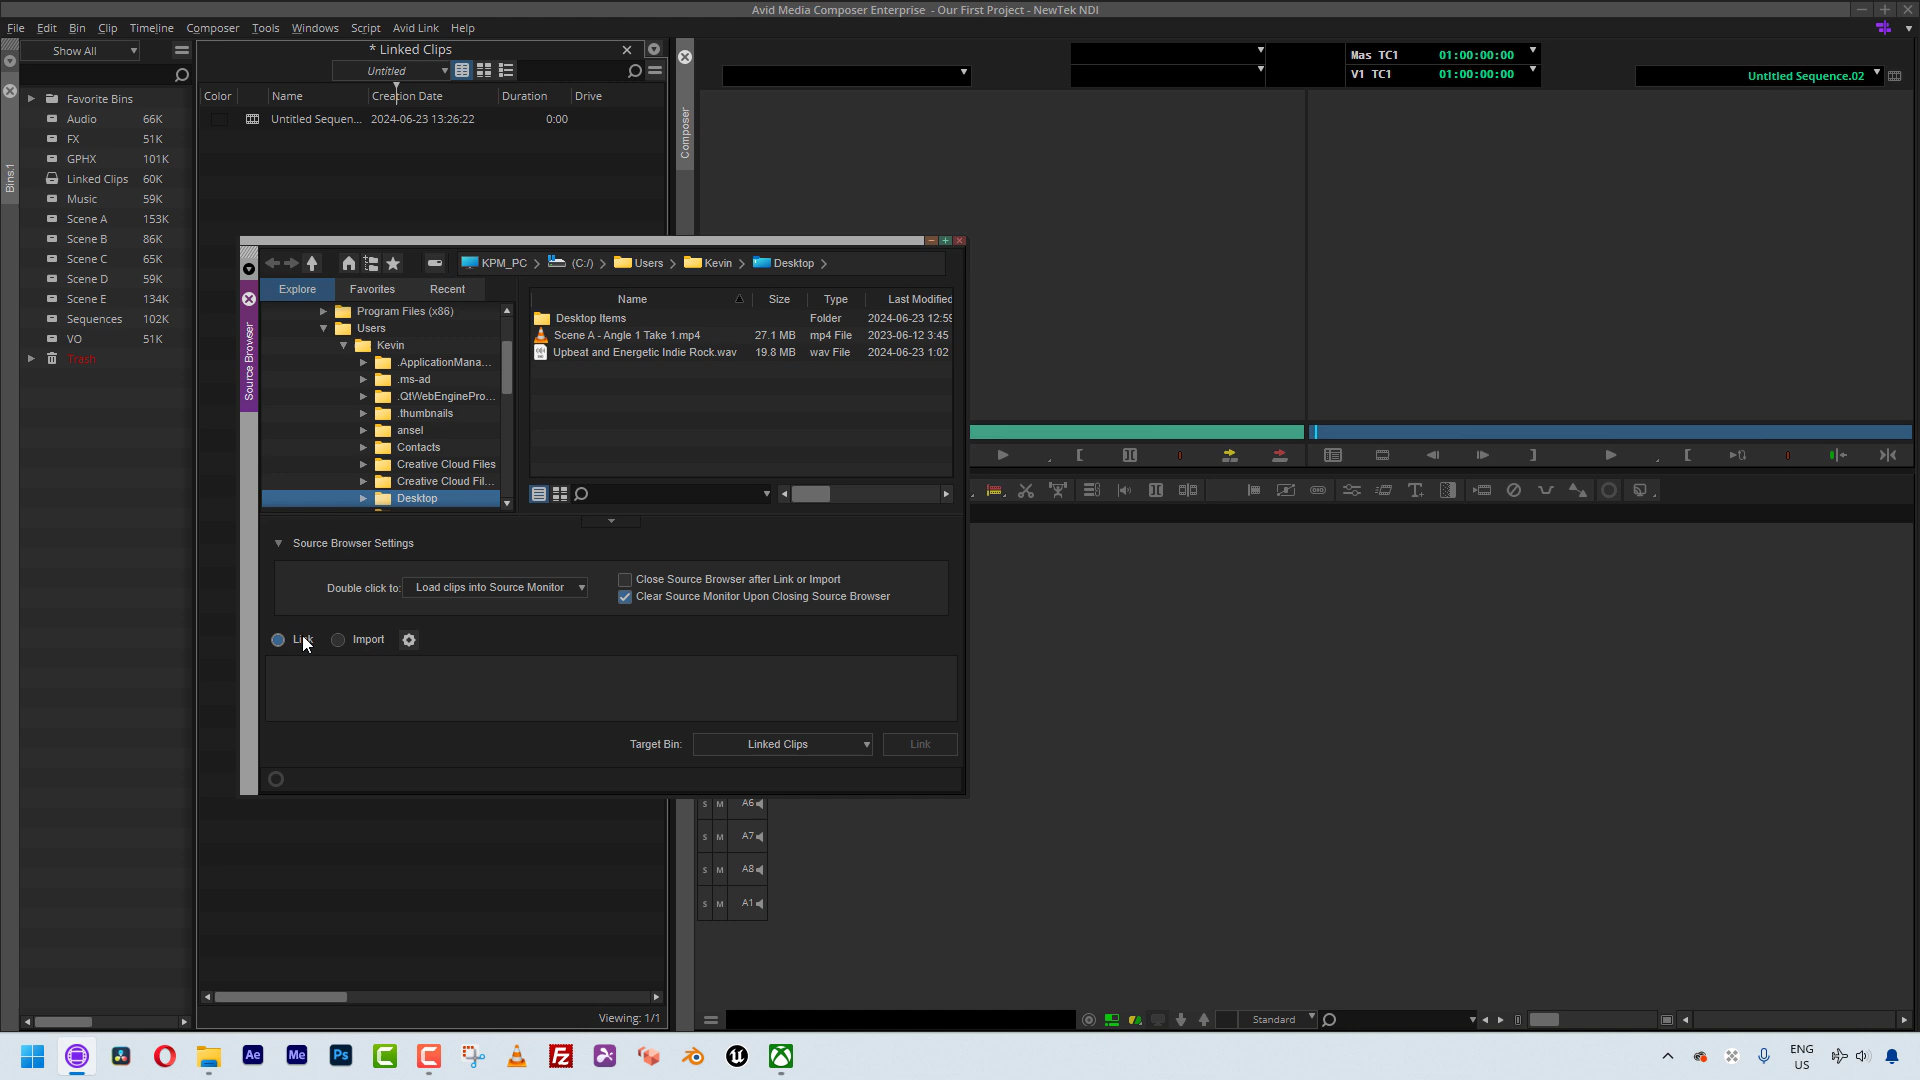 Avid Media Composer Enterprise - Our First Project - NewTek NDI
File Edit Bin Clip Timeline Composer Tools Windows Script Avid Link Help
Show All
Bins.1
Favorite Bins
Audio 66K
FX 51K
GPHX 101K
Linked Clips 60K
Music 59K
Scene A 153K
Scene B 86K
Scene C 65K
Scene D 59K
Scene E 134K
Sequences 102K
VO 51K
Trash
* Linked Clips
Untitled
Color Name Creation Date Duration Drive
Untitled Sequen... 2024-06-23 13:26:22 0:00
Viewing: 1/1
Composer
Mas TC1 01:00:00:00
V1 TC1 01:00:00:00
Untitled Sequence.02
Source Browser
KPM_PC (C:/) Users Kevin Desktop
Explore Favorites Recent
Program Files (x86)
Users
Kevin
.ApplicationMana...
.ms-ad
.QtWebEnginePro...
.thumbnails
ansel
Contacts
Creative Cloud Files
Creative Cloud Fil...
Desktop
Name Size Type Last Modified
Desktop Items Folder 2024-06-23 12:59
Scene A - Angle 1 Take 1.mp4 27.1 MB mp4 File 2023-06-12 3:45
Upbeat and Energetic Indie Rock.wav 19.8 MB wav File 2024-06-23 1:02
Source Browser Settings
Double click to: Load clips into Source Monitor
Close Source Browser after Link or Import
Clear Source Monitor Upon Closing Source Browser
Link Import
Target Bin: Linked Clips Link
S M A6
S M A7
S M A8
S M A1
Standard
Ae Me Ps
ENG
US